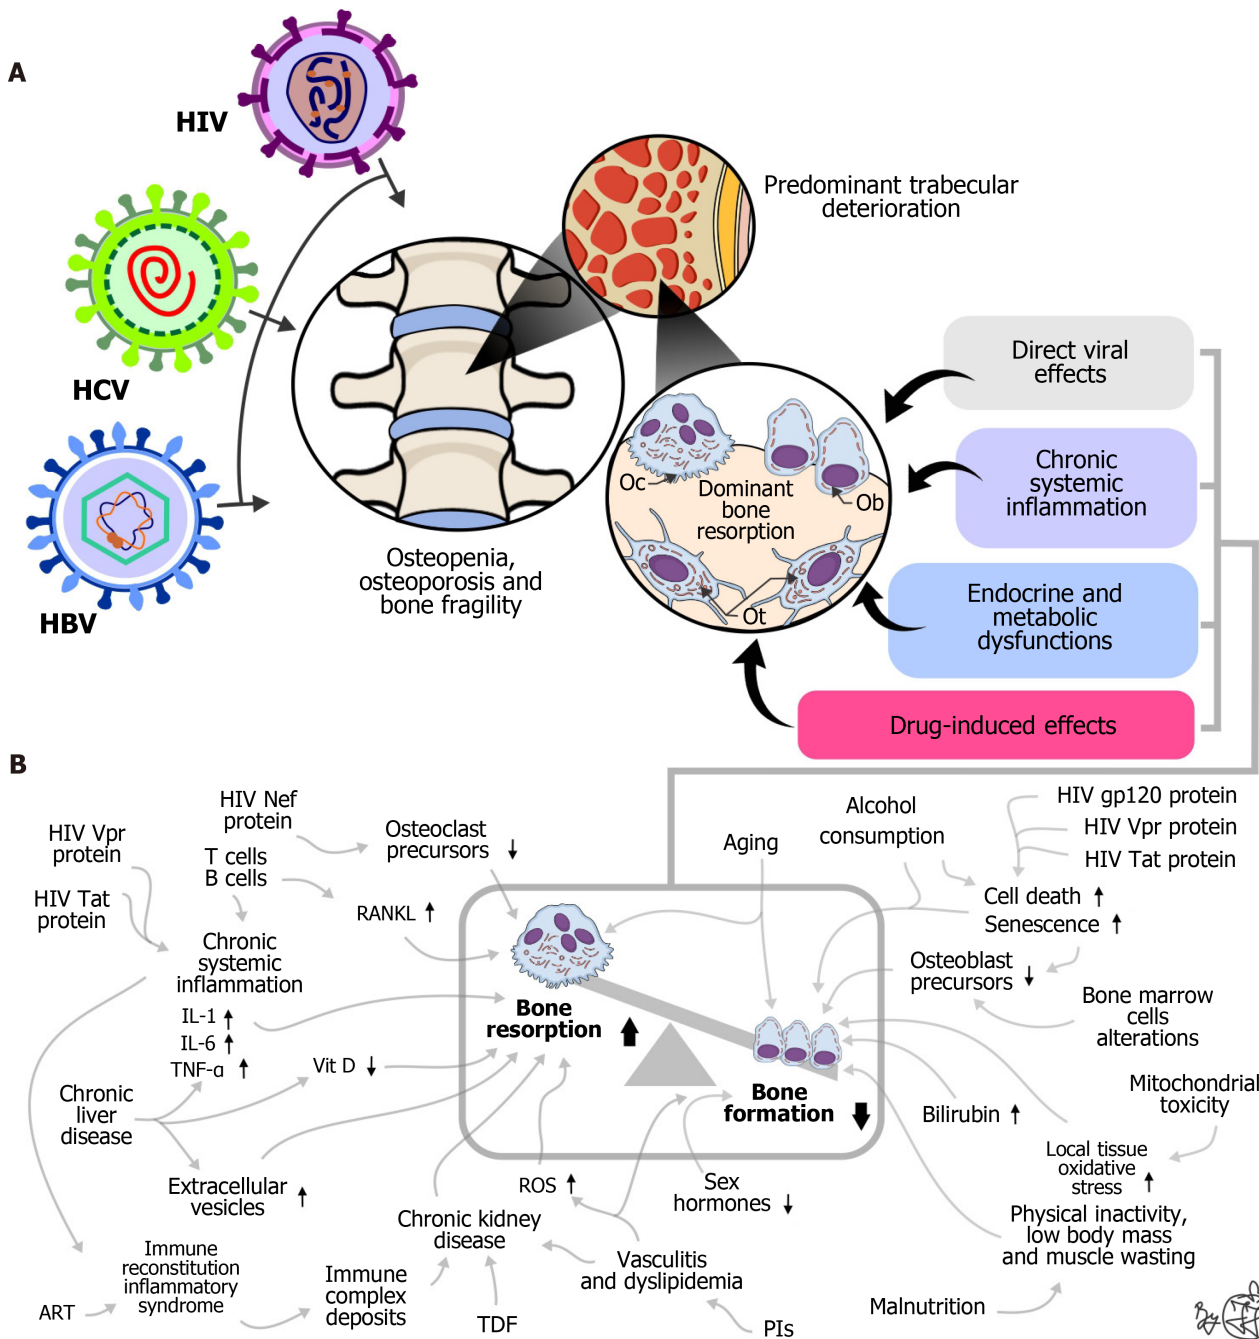 A
HIV
HCV
HBV
Predominant trabecular
deterioration
Osteopenia,
osteoporosis and
bone fragility
Oc
Dominant
bone
resorption
Ob
Ot
Direct viral
effects
Chronic
systemic
inflammation
Endocrine and
metabolic
dysfunctions
Drug-induced effects
B
HIV Vpr
protein
HIV Tat
protein
HIV Nef
protein
T cells
B cells
Osteoclast
precursors ↓
RANKL ↑
Chronic
systemic
inflammation
IL-1 ↑
IL-6 ↑
TNF-α ↑
Vit D ↓
Chronic
liver
disease
Extracellular
vesicles ↑
Immune
reconstitution
inflammatory
syndrome
ART
Immune
complex
deposits
Chronic kidney
disease
TDF
ROS ↑
Vasculitis
and dyslipidemia
PIs
Sex
hormones ↓
Bone
resorption ↑
Bone
formation ↓
Aging
Alcohol
consumption
HIV gp120 protein
HIV Vpr protein
HIV Tat protein
Cell death ↑
Senescence ↑
Osteoblast
precursors ↓
Bone marrow
cells
alterations
Mitochondrial
toxicity
Bilirubin ↑
Local tissue
oxidative
stress ↑
Physical inactivity,
low body mass
and muscle wasting
Malnutrition
By